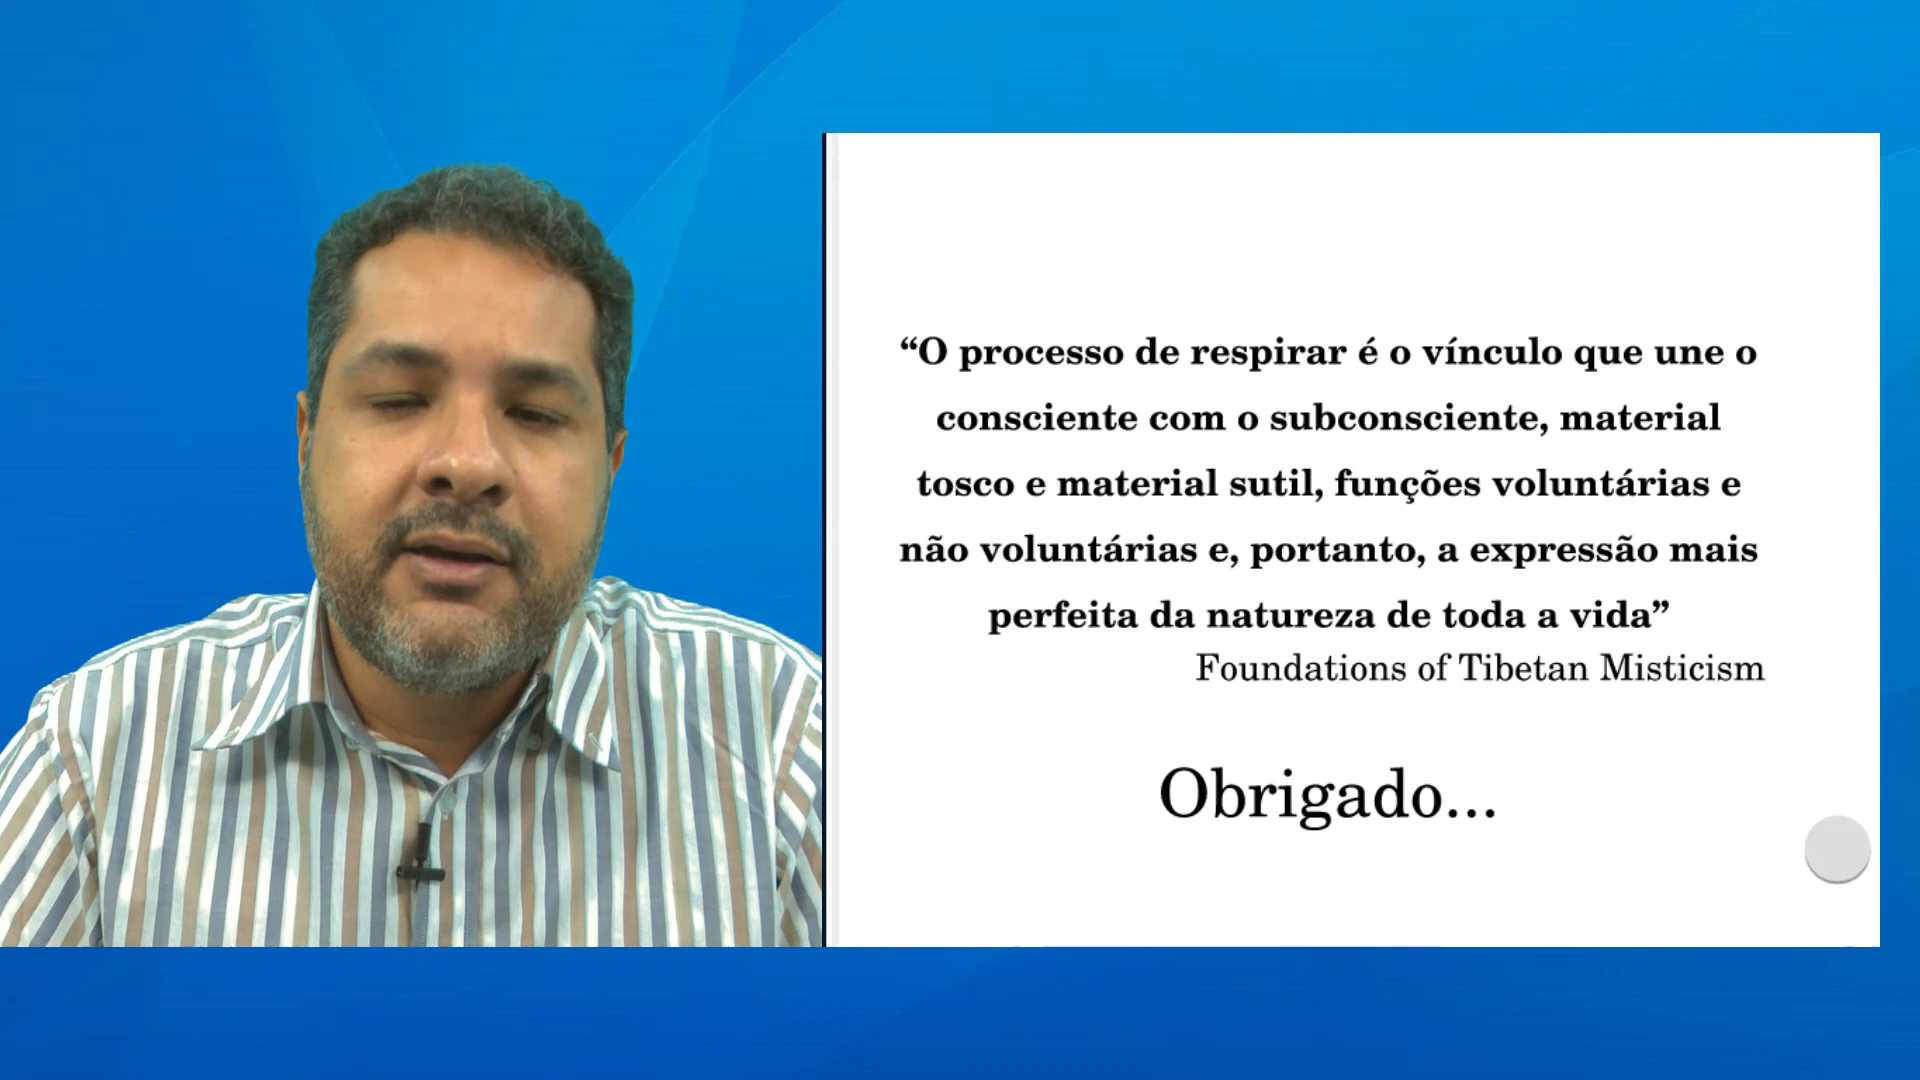 “O processo de respirar é o vínculo que une o
consciente com o subconsciente, material
tosco e material sutil, funções voluntárias e
não voluntárias e, portanto, a expressão mais
perfeita da natureza de toda a vida”
Foundations of Tibetan Misticism
Obrigado...